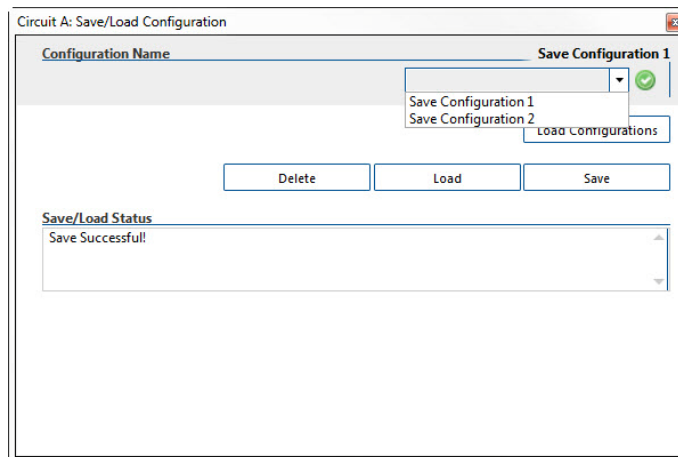 Circuit A: Save/Load Configuration
Configuration Name
Save Configuration 1
Save Configuration 1
Save Configuration 2
Load Configurations
Delete
Load
Save
Save/Load Status
Save Successful!